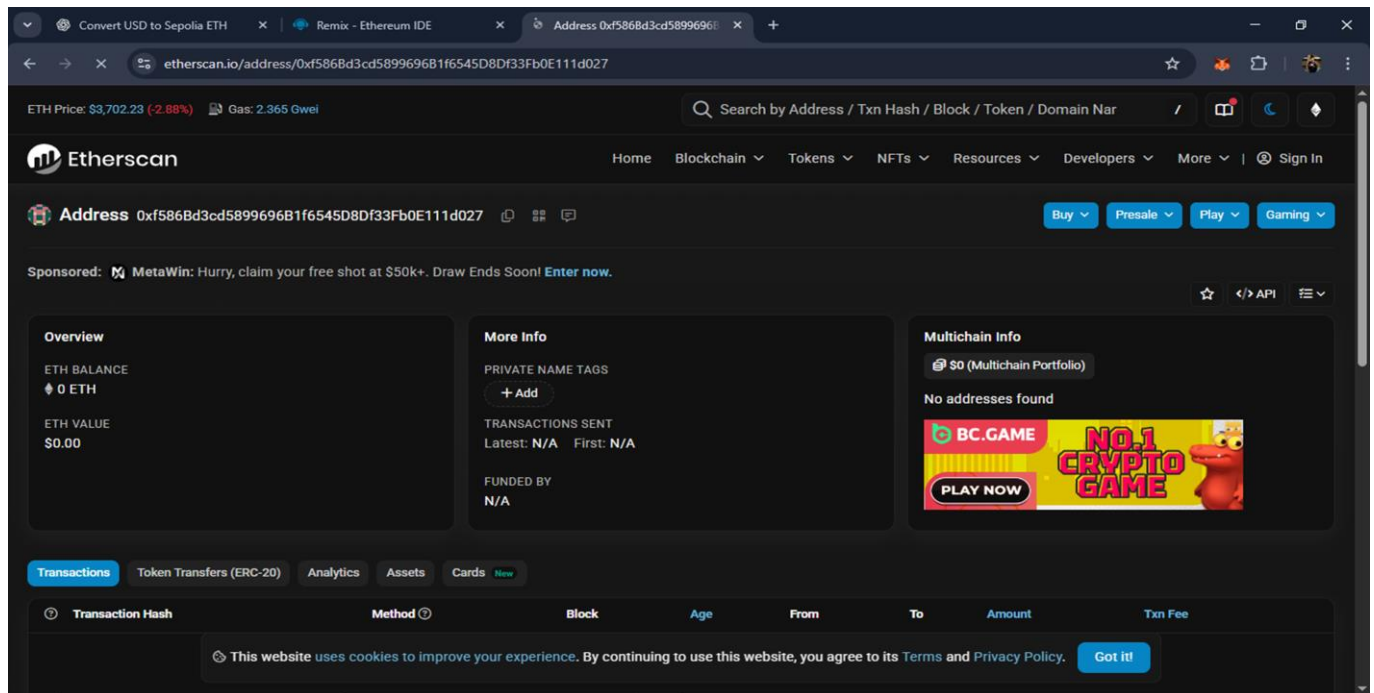 Convert USD to Sepolia ETH
Remix - Ethereum IDE
Address 0xf586Bd3cd5899696B
etherscan.io/address/0xf586Bd3cd5899696B1f6545D8Df33Fb0E111d027
ETH Price: $3,702.23 (-2.88%) Gas: 2.365 Gwei
Search by Address / Txn Hash / Block / Token / Domain Nar /
Etherscan
Home Blockchain Tokens NFTs Resources Developers More | Sign In
Address 0xf586Bd3cd5899696B1f6545D8Df33Fb0E111d027
Buy Presale Play Gaming
Sponsored: MetaWin: Hurry, claim your free shot at $50k+. Draw Ends Soon! Enter now.
</> API
Overview
ETH BALANCE
0 ETH
ETH VALUE
$0.00
More Info
PRIVATE NAME TAGS
+ Add
TRANSACTIONS SENT
Latest: N/A First: N/A
FUNDED BY
N/A
Multichain Info
$0 (Multichain Portfolio)
No addresses found
BC.GAME
PLAY NOW
NO.1
CRYPTO
GAME
Transactions Token Transfers (ERC-20) Analytics Assets Cards New
Transaction Hash Method Block Age From To Amount Txn Fee
This website uses cookies to improve your experience. By continuing to use this website, you agree to its Terms and Privacy Policy. Got it!